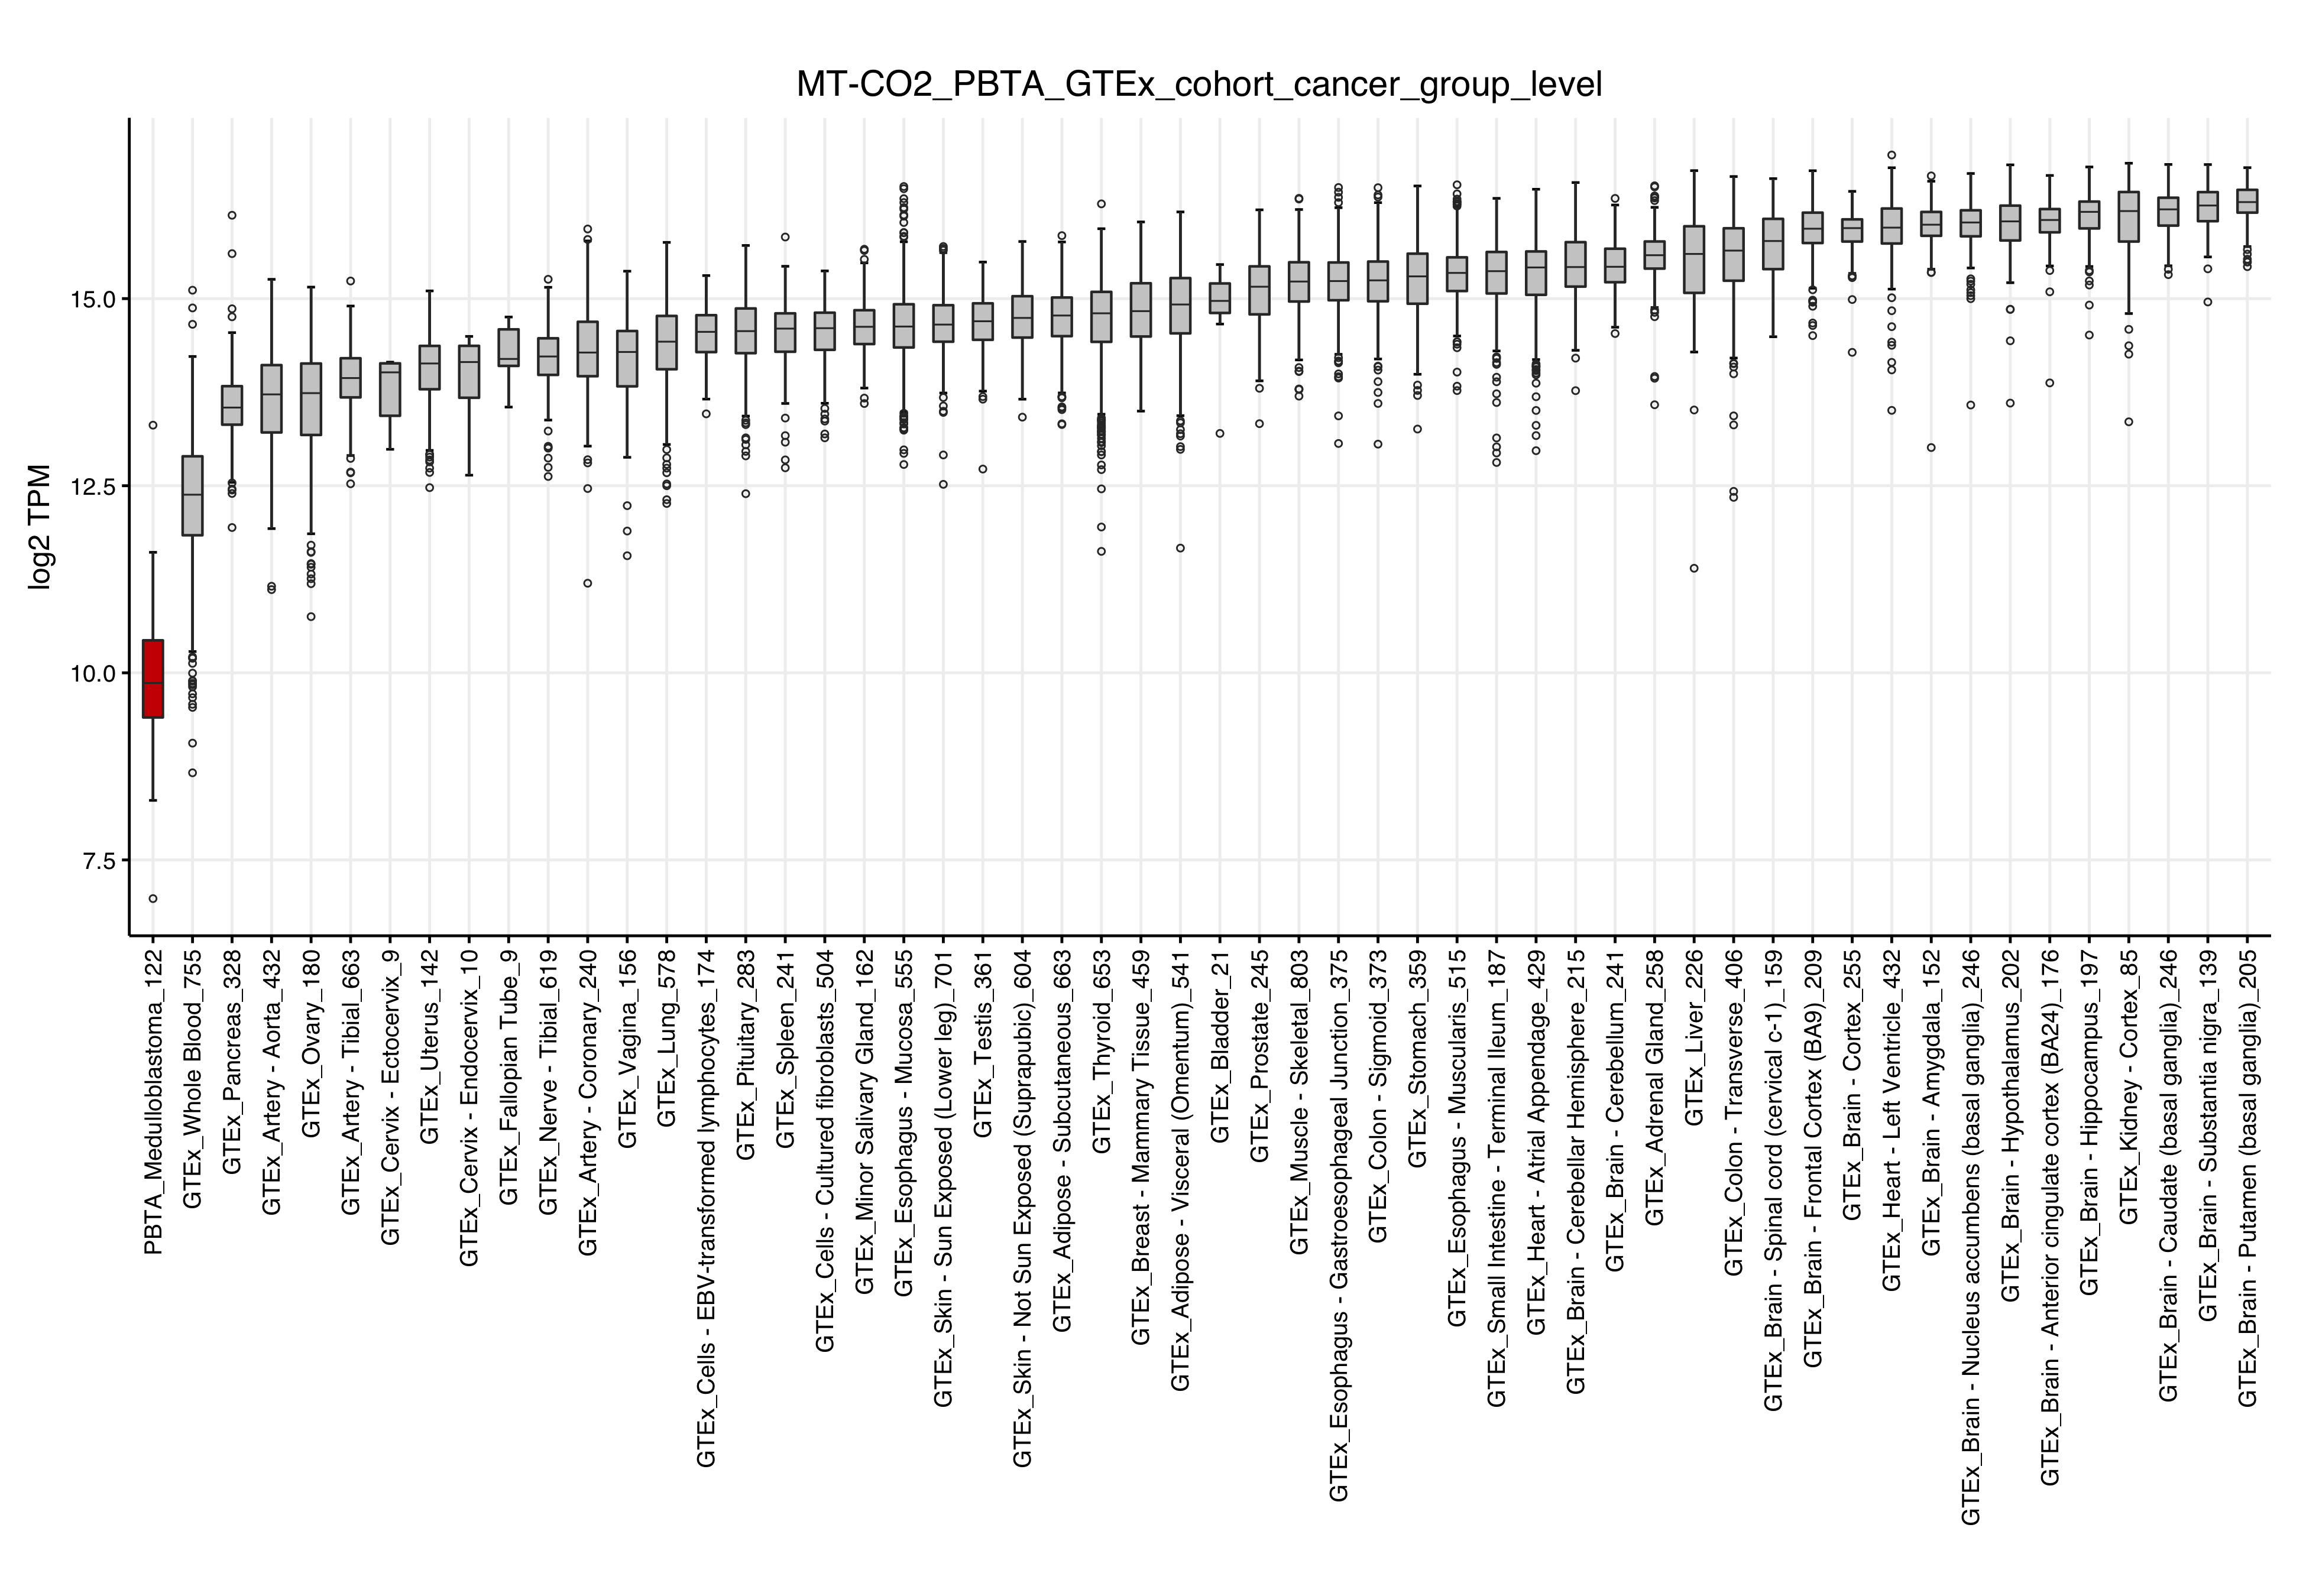 MT-CO2_PBTA_GTEx_cohort_cancer_group_level
log2 TPM
15.0
12.5
10.0
7.5
PBTA_Medulloblastoma_122
GTEx_Whole Blood_755
GTEx_Pancreas_328
GTEx_Artery - Aorta_432
GTEx_Ovary_180
GTEx_Artery - Tibial_663
GTEx_Cervix - Ectocervix_9
GTEx_Uterus_142
GTEx_Cervix - Endocervix_10
GTEx_Fallopian Tube_9
GTEx_Nerve - Tibial_619
GTEx_Artery - Coronary_240
GTEx_Vagina_156
GTEx_Lung_578
GTEx_Cells - EBV-transformed lymphocytes_174
GTEx_Pituitary_283
GTEx_Spleen_241
GTEx_Cells - Cultured fibroblasts_504
GTEx_Minor Salivary Gland_162
GTEx_Esophagus - Mucosa_555
GTEx_Skin - Sun Exposed (Lower leg)_701
GTEx_Testis_361
GTEx_Skin - Not Sun Exposed (Suprapubic)_604
GTEx_Adipose - Subcutaneous_663
GTEx_Thyroid_653
GTEx_Breast - Mammary Tissue_459
GTEx_Adipose - Visceral (Omentum)_541
GTEx_Bladder_21
GTEx_Prostate_245
GTEx_Muscle - Skeletal_803
GTEx_Esophagus - Gastroesophageal Junction_375
GTEx_Colon - Sigmoid_373
GTEx_Stomach_359
GTEx_Esophagus - Muscularis_515
GTEx_Small Intestine - Terminal Ileum_187
GTEx_Heart - Atrial Appendage_429
GTEx_Brain - Cerebellar Hemisphere_215
GTEx_Brain - Cerebellum_241
GTEx_Adrenal Gland_258
GTEx_Liver_226
GTEx_Colon - Transverse_406
GTEx_Brain - Spinal cord (cervical c-1)_159
GTEx_Brain - Frontal Cortex (BA9)_209
GTEx_Brain - Cortex_255
GTEx_Heart - Left Ventricle_432
GTEx_Brain - Amygdala_152
GTEx_Brain - Nucleus accumbens (basal ganglia)_246
GTEx_Brain - Hypothalamus_202
GTEx_Brain - Anterior cingulate cortex (BA24)_176
GTEx_Brain - Hippocampus_197
GTEx_Kidney - Cortex_85
GTEx_Brain - Caudate (basal ganglia)_246
GTEx_Brain - Substantia nigra_139
GTEx_Brain - Putamen (basal ganglia)_205